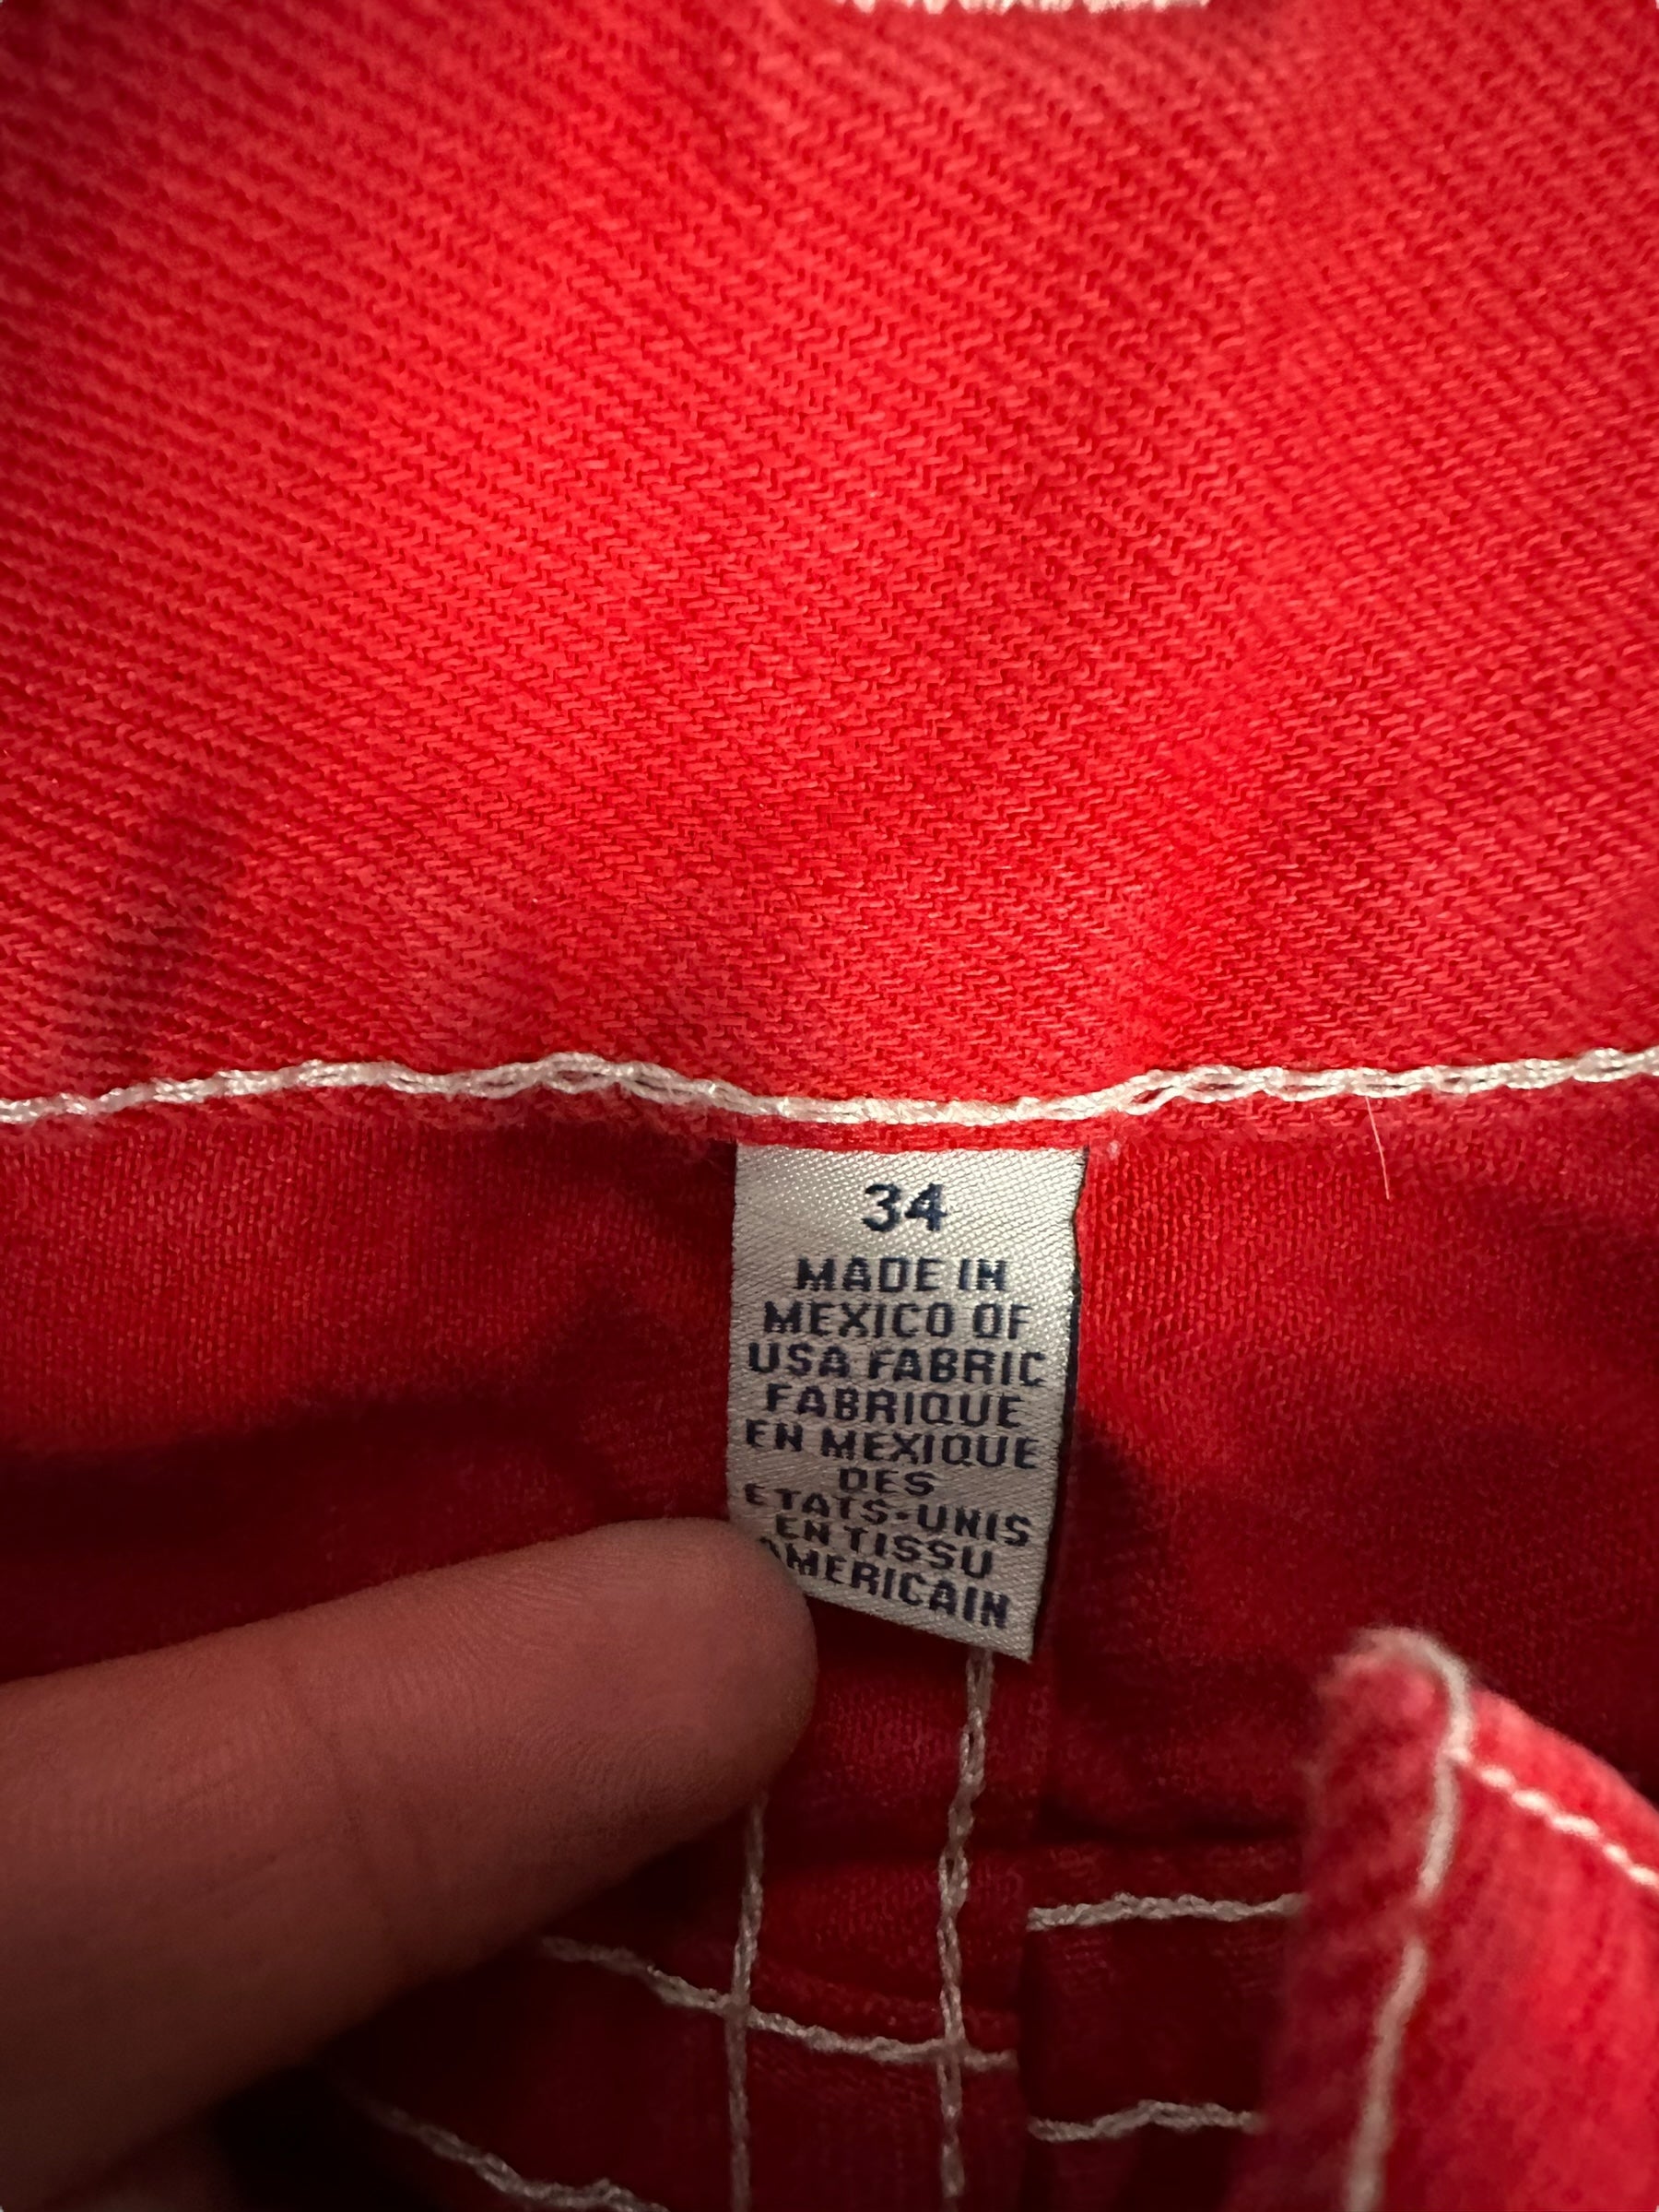 34
MADE IN
MEXICO OF
USA FABRIC
FABRIQUE
EN MEXIQUE
DES
ETATS-UNIS
EN TISSU
AMERICAIN